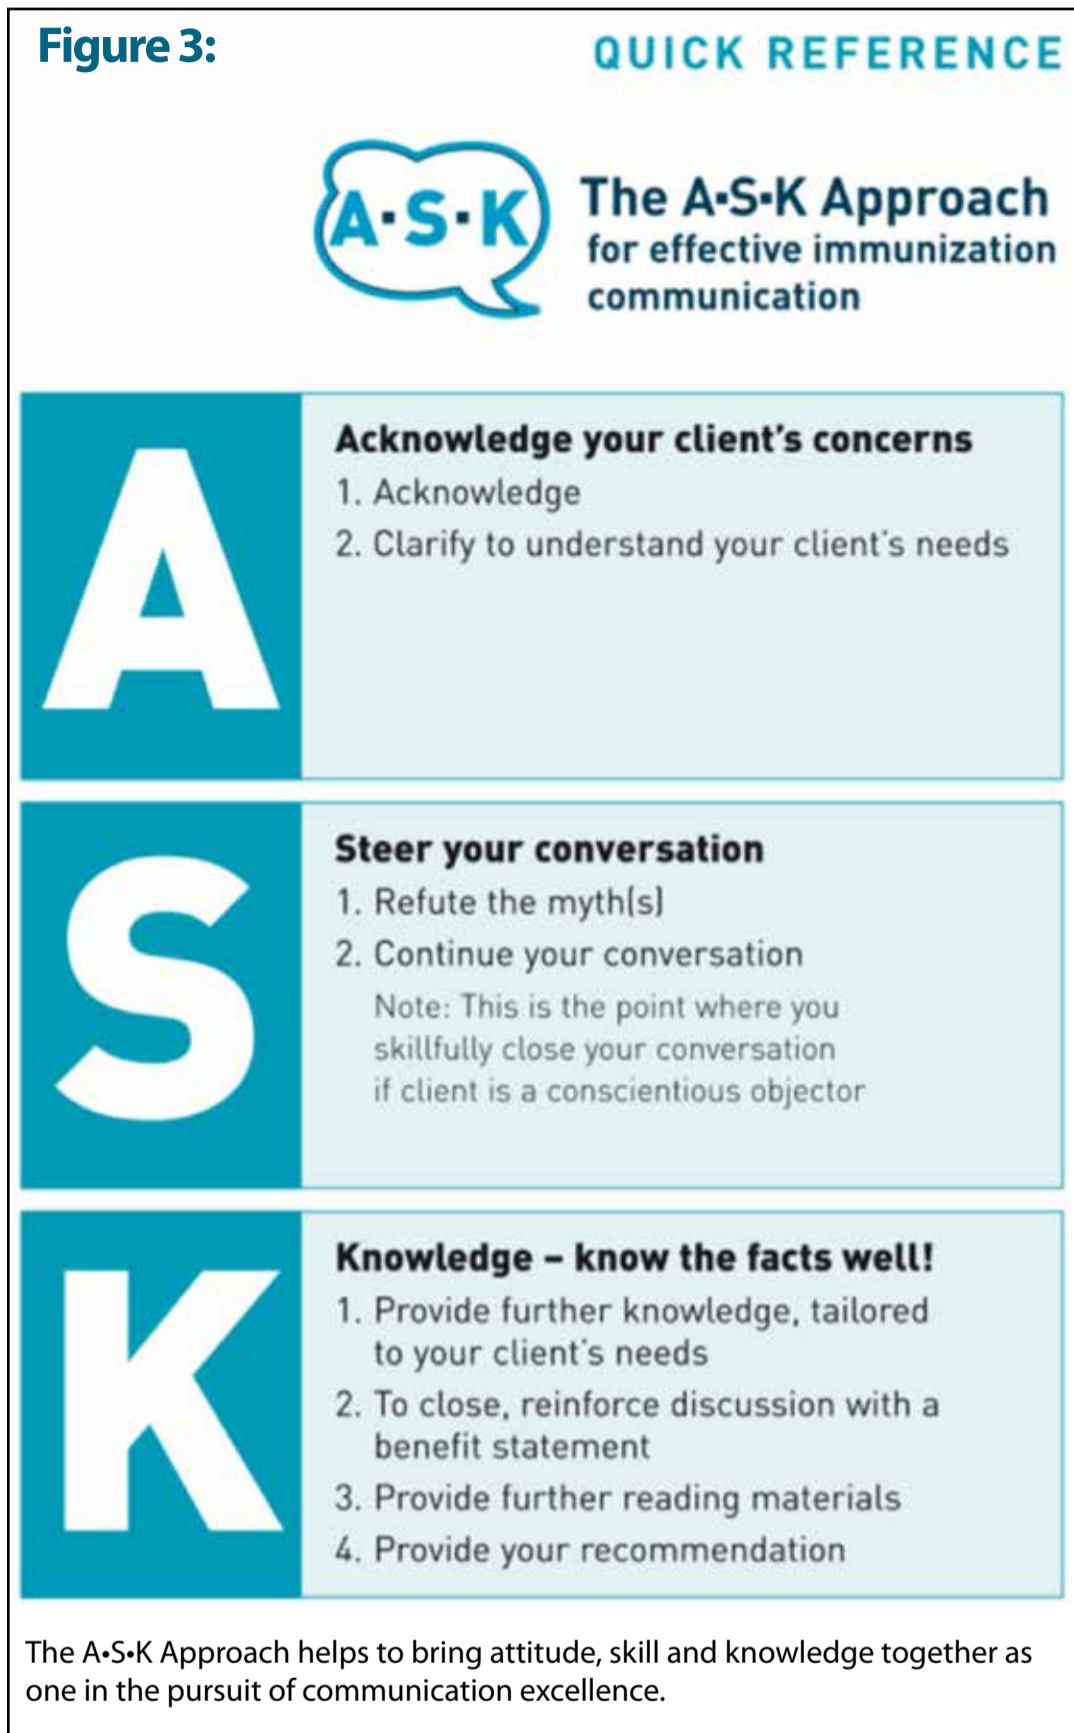 Figure 3:
QUICK REFERENCE
A·S·K
The A·S·K Approach
for effective immunization
communication
A
Acknowledge your client's concerns
1. Acknowledge
2. Clarify to understand your client's needs
S
Steer your conversation
1. Refute the myth(s)
2. Continue your conversation
Note: This is the point where you
skillfully close your conversation
if client is a conscientious objector
K
Knowledge – know the facts well!
1. Provide further knowledge, tailored
to your client's needs
2. To close, reinforce discussion with a
benefit statement
3. Provide further reading materials
4. Provide your recommendation
The A•S•K Approach helps to bring attitude, skill and knowledge together as
one in the pursuit of communication excellence.